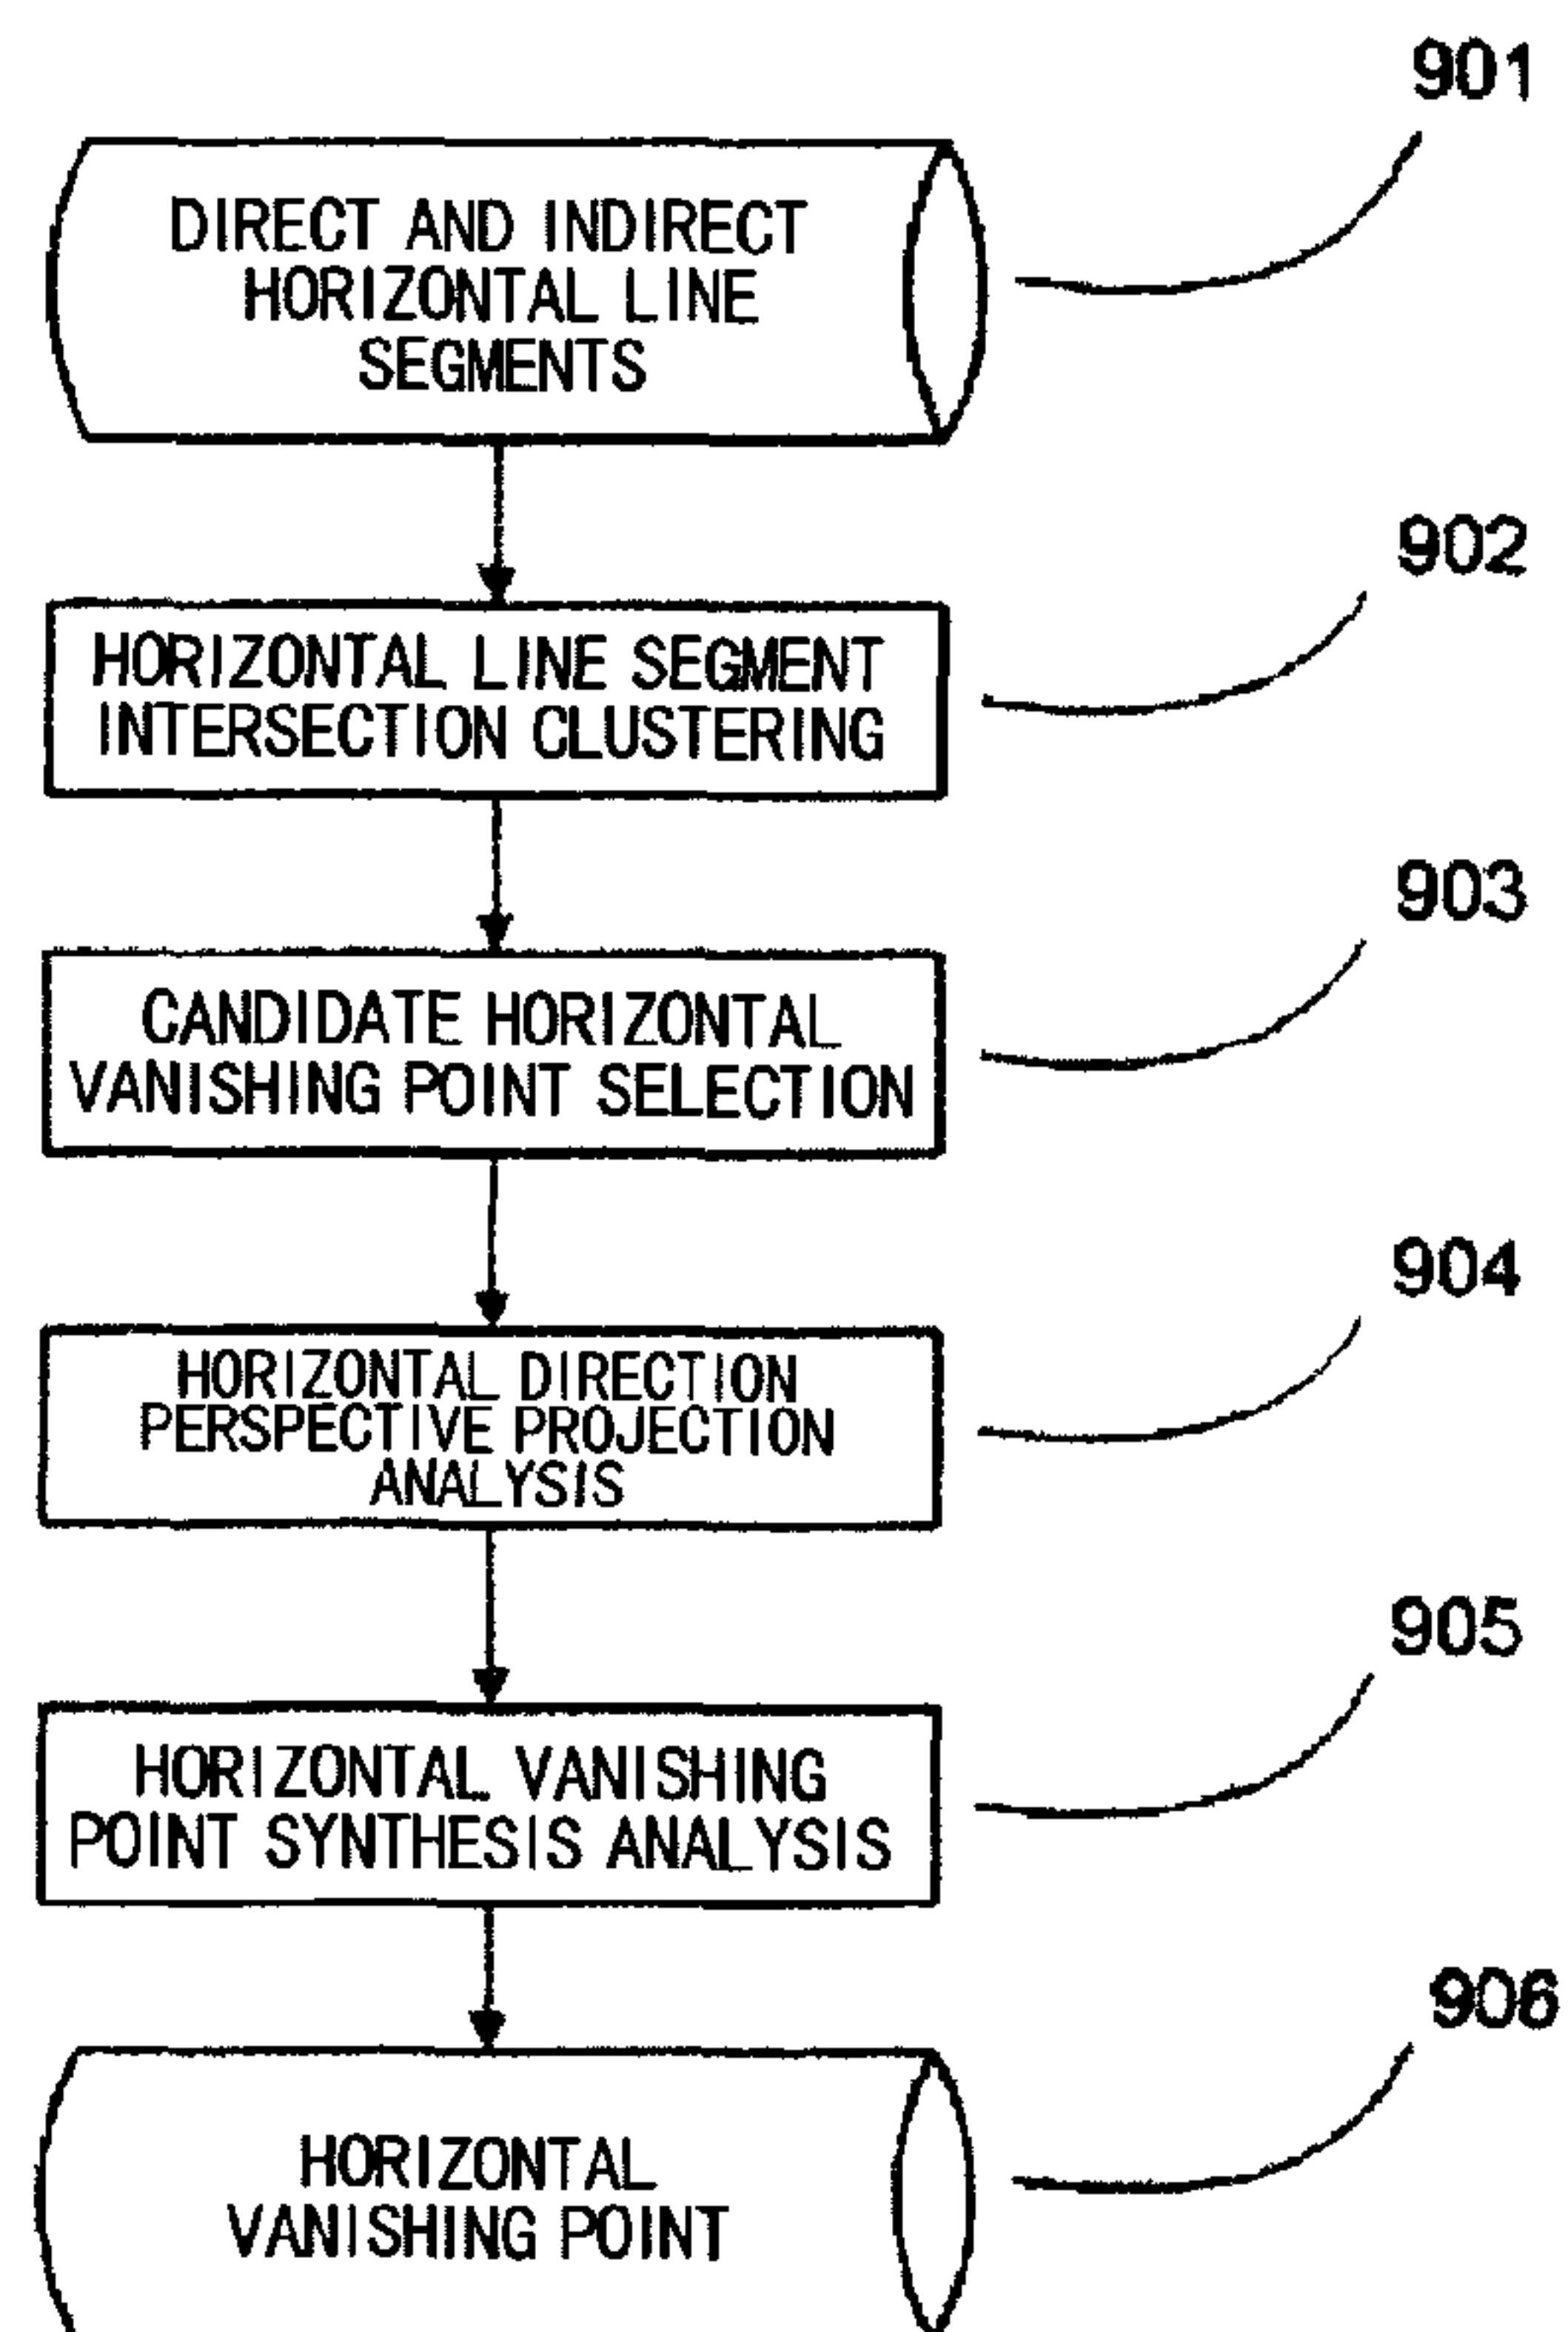 901
DIRECT AND INDIRECT
HORIZONTAL LINE
SEGMENTS
902
HORIZONTAL LINE SEGMENT
INTERSECTION CLUSTERING
903
CANDIDATE HORIZONTAL
VANISHING POINT SELECTION
904
HORIZONTAL DIRECTION
PERSPECTIVE PROJECTION
ANALYSIS
905
HORIZONTAL VANISHING
POINT SYNTHESIS ANALYSIS
906
HORIZONTAL
VANISHING POINT